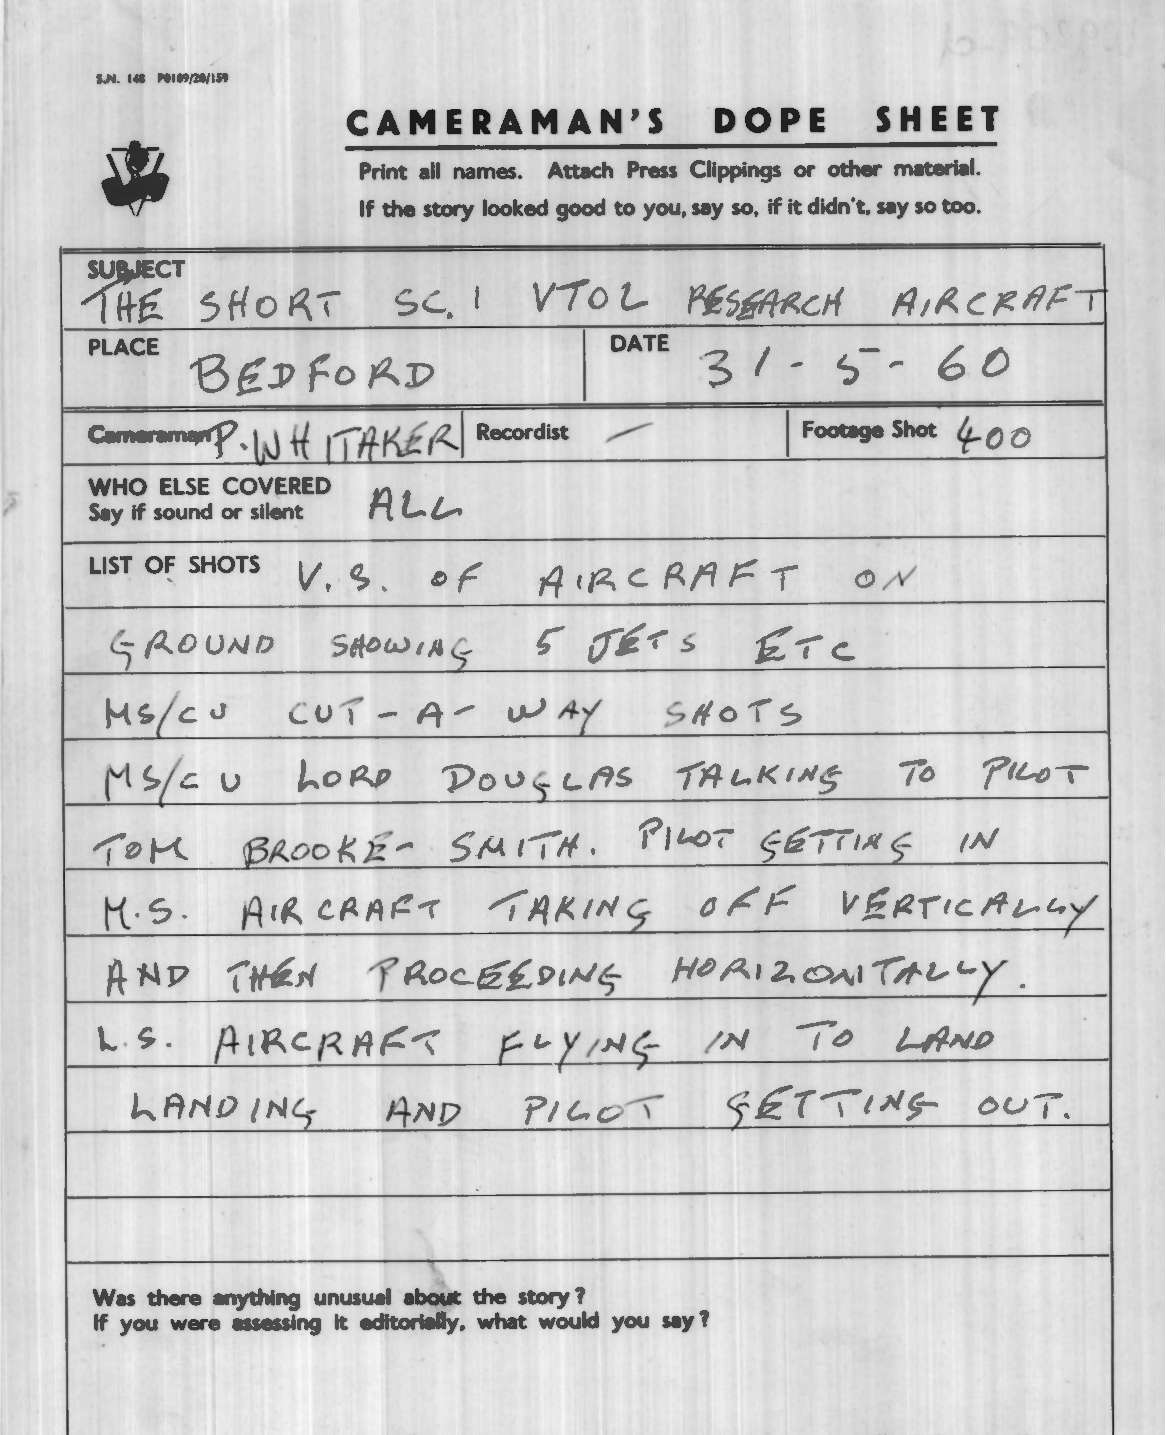 S.N. 148 P0109/20/159
CAMERAMAN'S DOPE SHEET
Print all names. Attach Press Clippings or other material.
If the story looked good to you, say so, if it didn't, say so too.
SUBJECT
THE SHORT SC.1 VTOL RESEARCH AIRCRAFT
PLACE BEDFORD DATE 31-5-60
Cameraman P. WHITAKER Recordist — Footage Shot 400
WHO ELSE COVERED
Say if sound or silent ALL
LIST OF SHOTS V.S. OF AIRCRAFT ON
GROUND SHOWING 5 JETS ETC
MS/CU CUT-A-WAY SHOTS
MS/CU LORD DOUGLAS TALKING TO PILOT
TOM BROOKE-SMITH. PILOT GETTING IN
M.S. AIRCRAFT TAKING OFF VERTICALLY
AND THEN PROCEEDING HORIZONTALLY.
L.S. AIRCRAFT FLYING IN TO LAND
LANDING AND PILOT GETTING OUT.
Was there anything unusual about the story?
If you were assessing it editorially, what would you say?